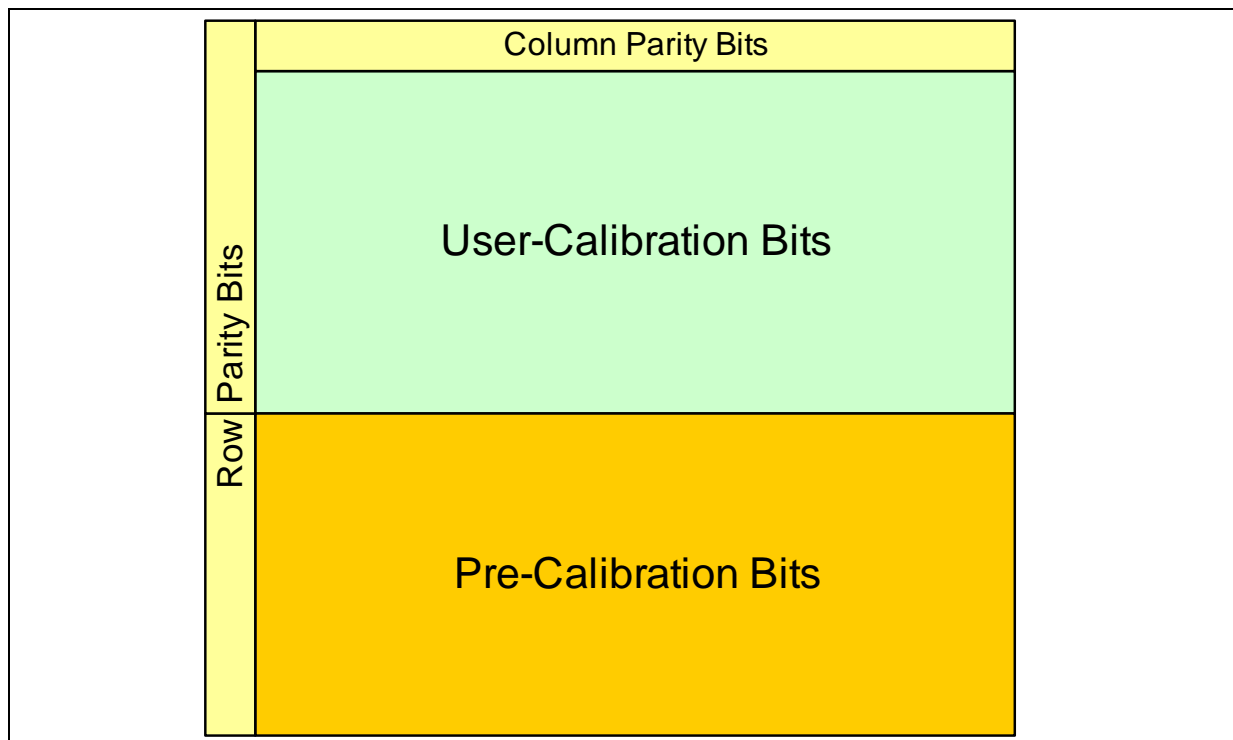 Column Parity Bits
User-Calibration Bits
Row Parity Bits
Pre-Calibration Bits